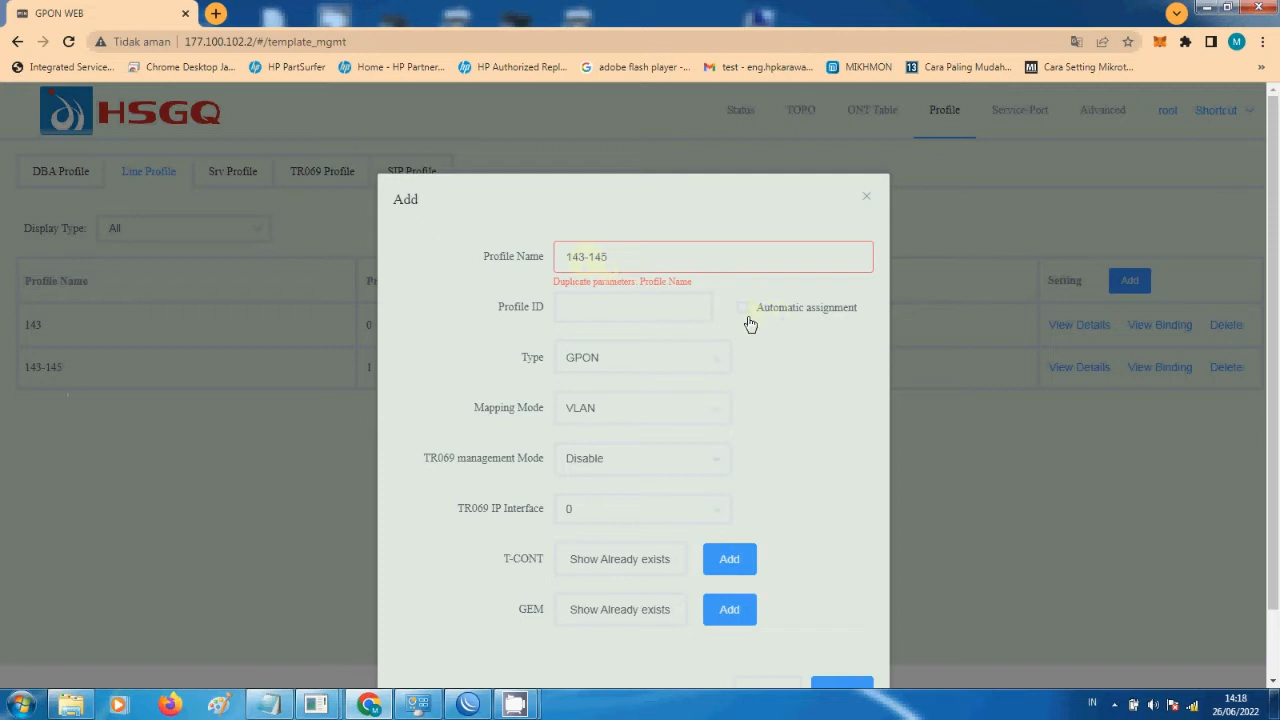 GPON WEB
Tidak aman
177.100.102.2/#/template_mgmt
M
Integrated Service...
Chrome Desktop Ja...
HP PartSurfer
Home - HP Partner...
HP Authorized Repl...
adobe flash player -...
test - eng.hpkarawa...
MIKHMON
13 Cara Paling Mudah...
Cara Setting Mikrot...
»
HSGQ
Status
TOPO
ONT Table
Profile
Service-Port
Advanced
root
Shortcut
DBA Profile
Line Profile
Srv Profile
TR069 Profile
SIP Profile
Display Type:
All
Profile Name
Setting
Add
143
0
View Details
View Binding
Delete
143-145
1
View Details
View Binding
Delete
Add
Profile Name
143-145
Duplicate parameters. Profile Name
Profile ID
Automatic assignment
Type
GPON
Mapping Mode
VLAN
TR069 management Mode
Disable
TR069 IP Interface
0
T-CONT
Show Already exists
Add
GEM
Show Already exists
Add
IN
14:18
26/06/2022